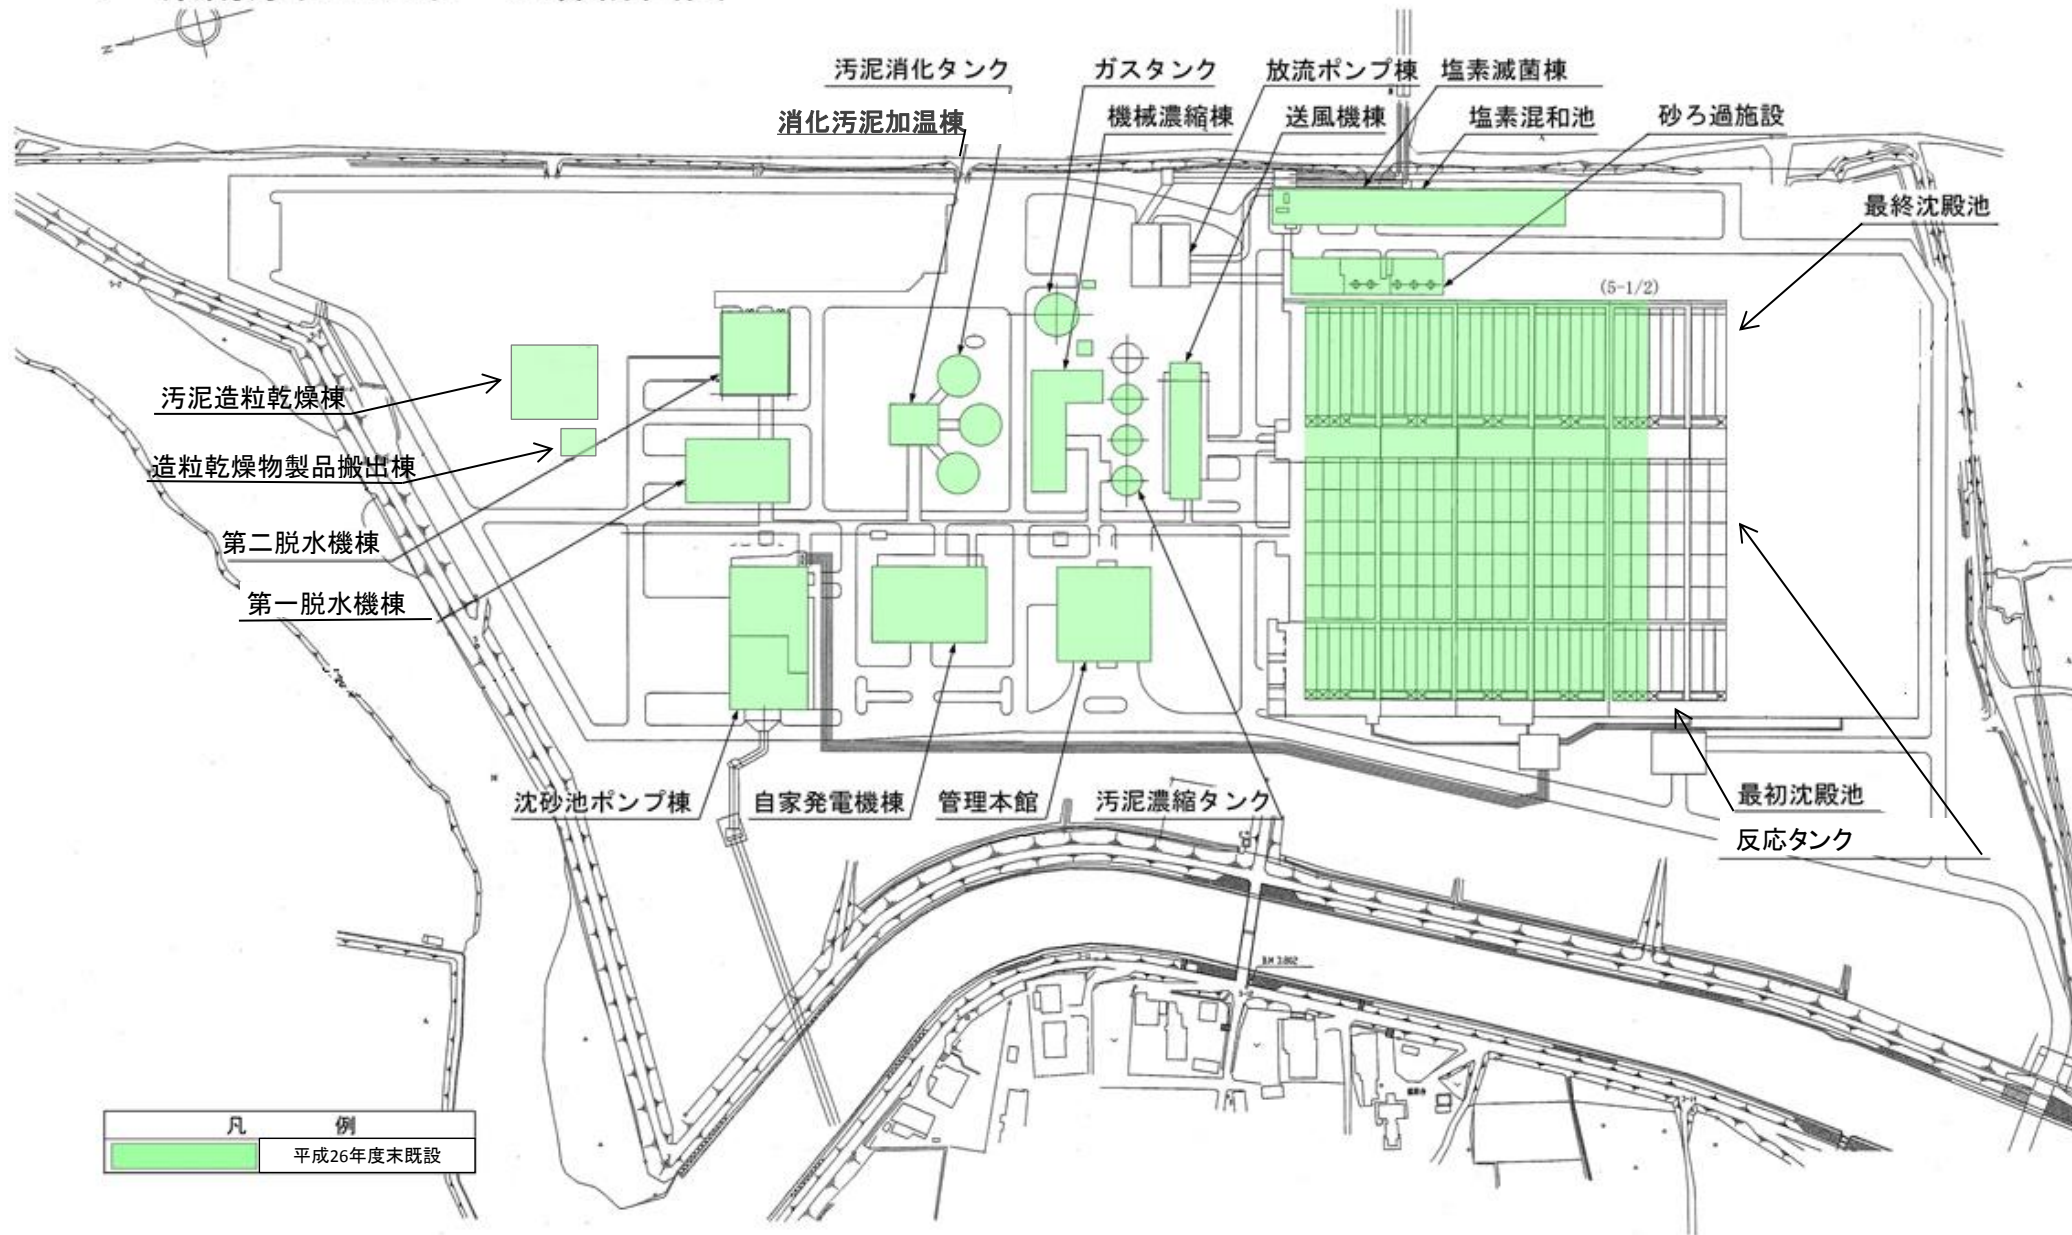 N
汚泥消化タンク
ガスタンク
放流ポンプ棟
塩素滅菌棟
消化汚泥加温棟
機械濃縮棟
送風機棟
塩素混和池
砂ろ過施設
最終沈殿池
(5-1/2)
汚泥造粒乾燥棟
造粒乾燥物製品搬出棟
第二脱水機棟
第一脱水機棟
沈砂池ポンプ棟
自家発電機棟
管理本館
汚泥濃縮タンク
最初沈殿池
反応タンク
凡 例
平成26年度末既設